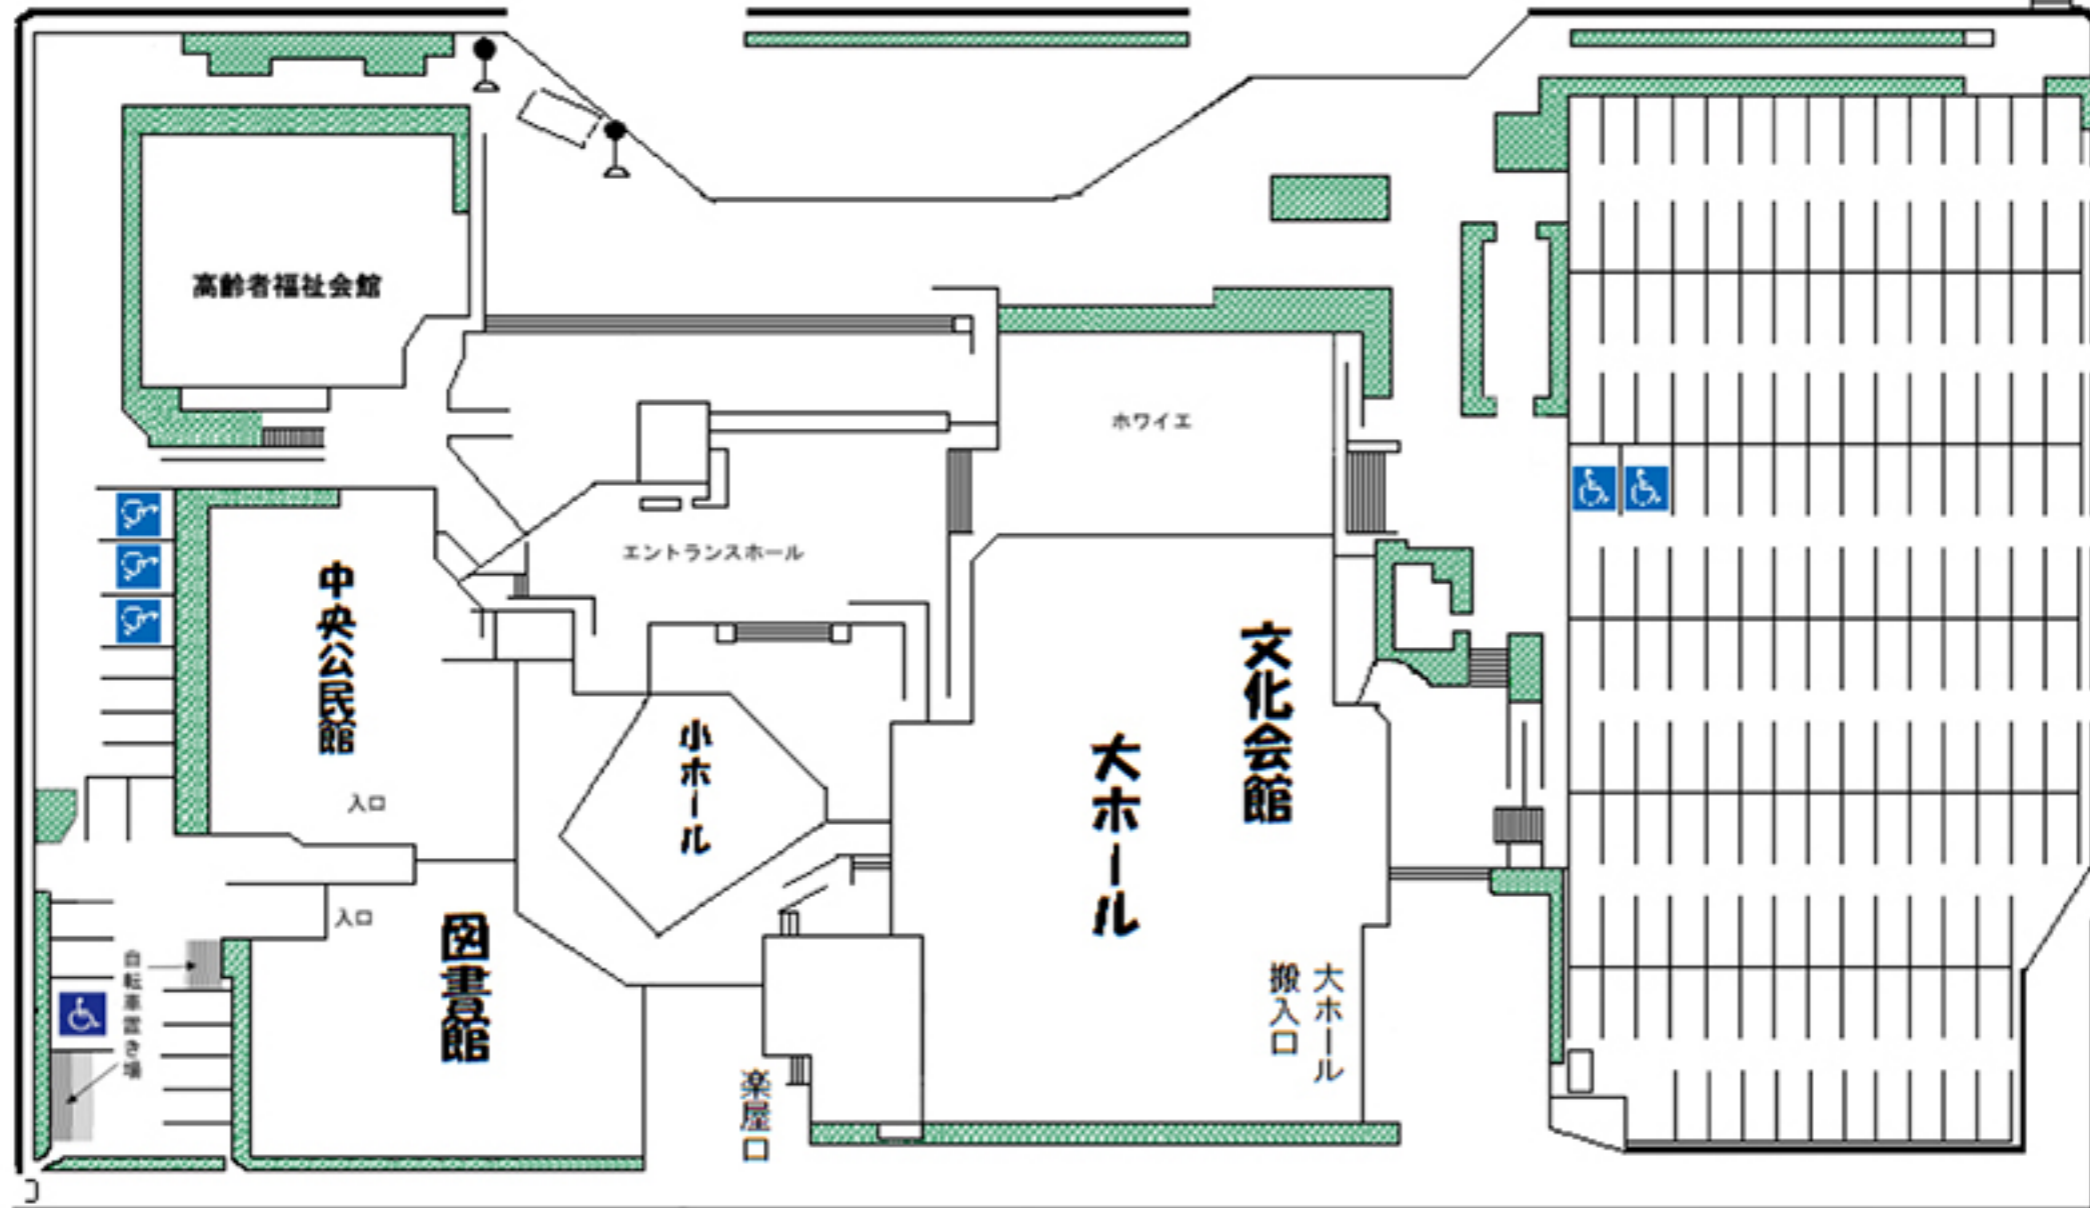 高齢者福祉会館
ホワイエ
エントランスホール
中央公民館
文化会館
小ホール
大ホール
入口
入口
図書館
自転車置き場
大ホール
搬入口
楽屋口